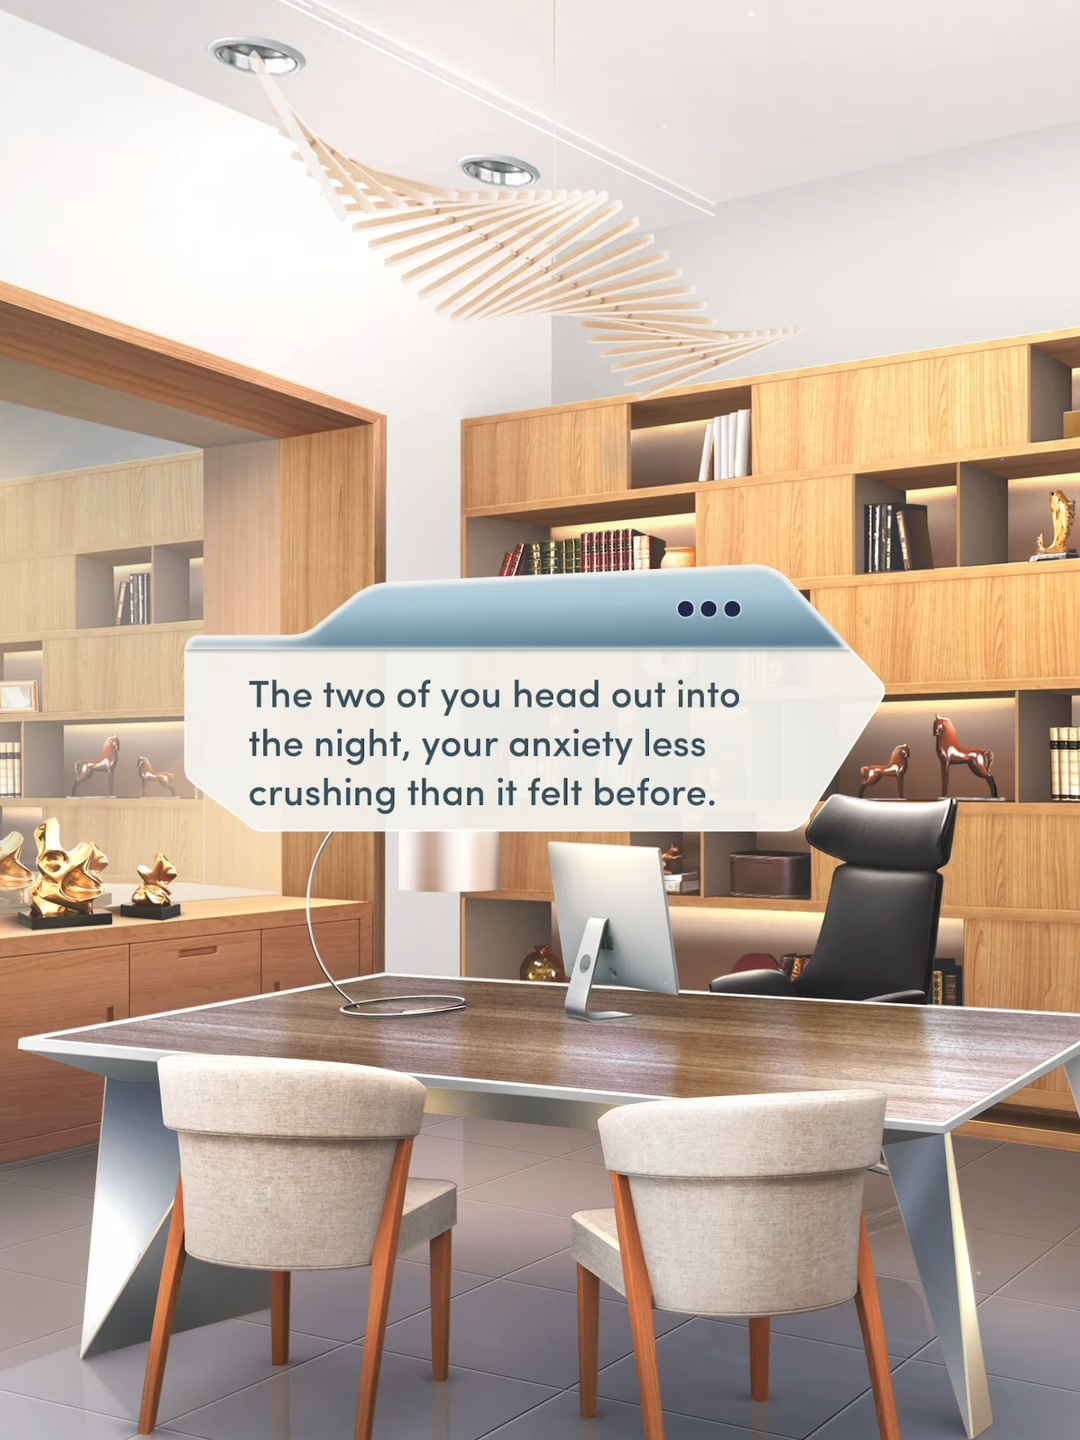 The two of you head out into
the night, your anxiety less
crushing than it felt before.